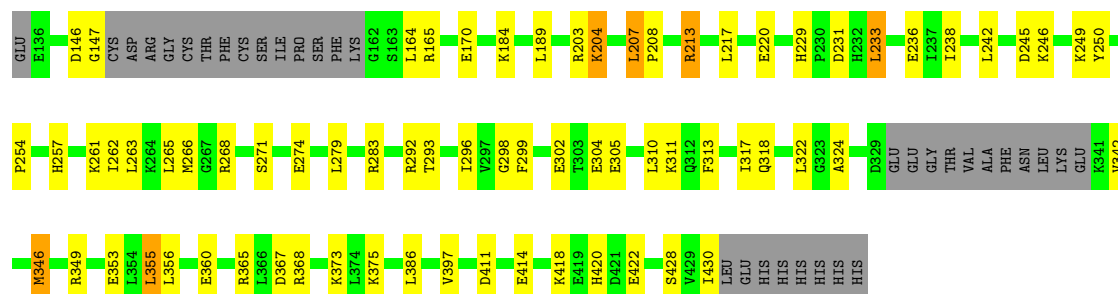 GLU E136 D146 G147 CYS ASP ARG GLY CYS THR PHE CYS SER ILE PRO SER PHE LYS G162 S163 L164 R165 E170 K184 L189 R203 K204 L207 P208 R213 L217 E220 H229 P230 D231 H232 L233 E236 I237 I238 L242 D245 K246 K249 Y250
P254 H257 K261 I262 L263 K264 L265 M266 G267 R268 S271 E274 L279 R283 R292 T293 I296 V297 G298 F299 E302 T303 E304 E305 L310 K311 Q312 F313 I317 Q318 L322 G323 A324 D329 GLU GLU GLY THR VAL ALA PHE ASN LEU LYS GLU K341 V342
M346 R349 E353 L354 L355 L356 E360 R365 L366 D367 R368 K373 L374 K375 L386 V397 D411 E414 K418 E419 H420 D421 E422 S428 V429 I430 LEU GLU HIS HIS HIS HIS HIS HIS